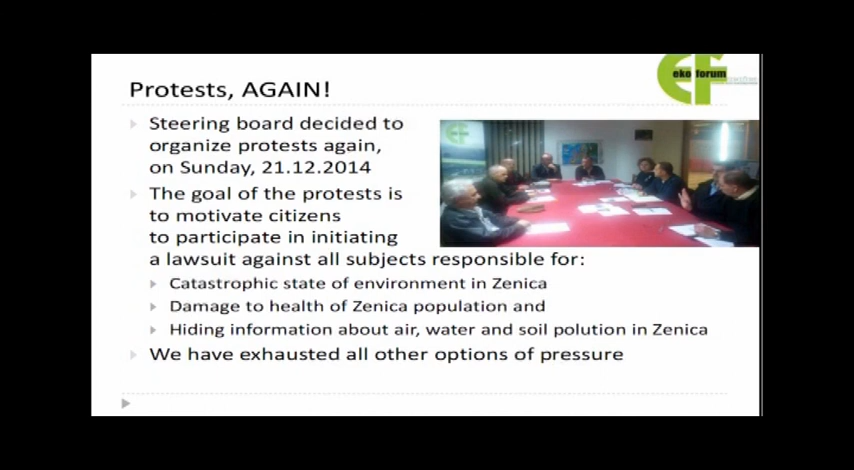 eko forum
Protests, AGAIN!
Steering board decided to
organize protests again,
on Sunday, 21.12.2014
The goal of the protests is
to motivate citizens
to participate in initiating
a lawsuit against all subjects responsible for:
Catastrophic state of environment in Zenica
Damage to health of Zenica population and
Hiding information about air, water and soil polution in Zenica
We have exhausted all other options of pressure